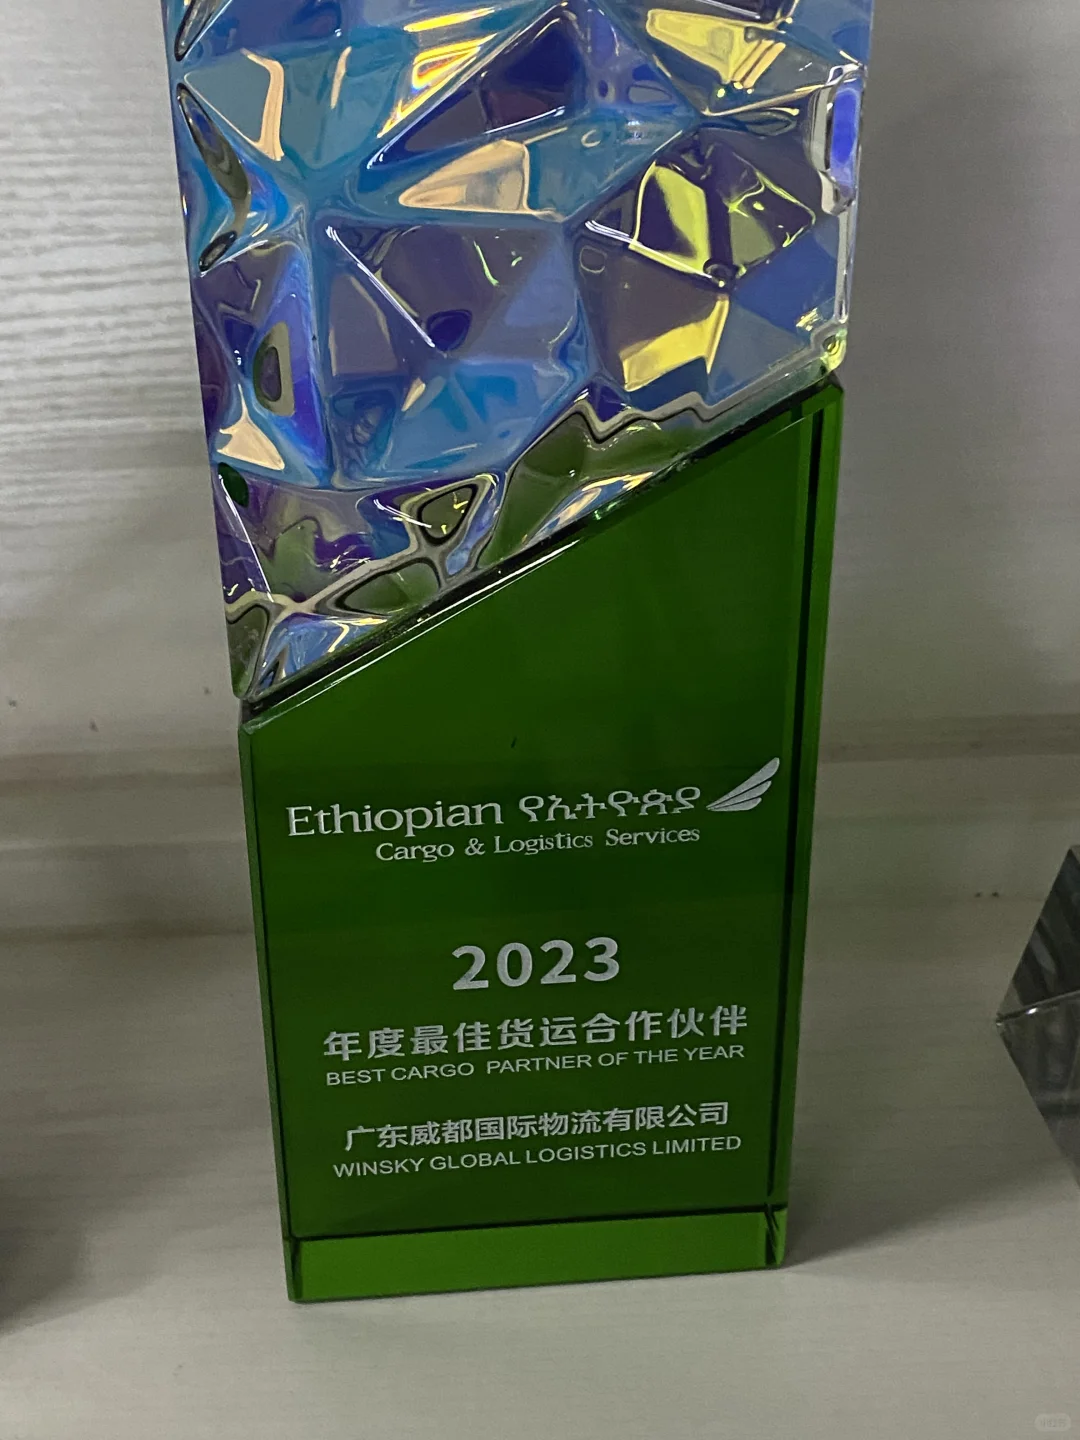 Ethiopian የኢትዮጵያ
Cargo & Logistics Services
2023
年度最佳货运合作伙伴
BEST CARGO PARTNER OF THE YEAR
广东威都国际物流有限公司
WINSKY GLOBAL LOGISTICS LIMITED